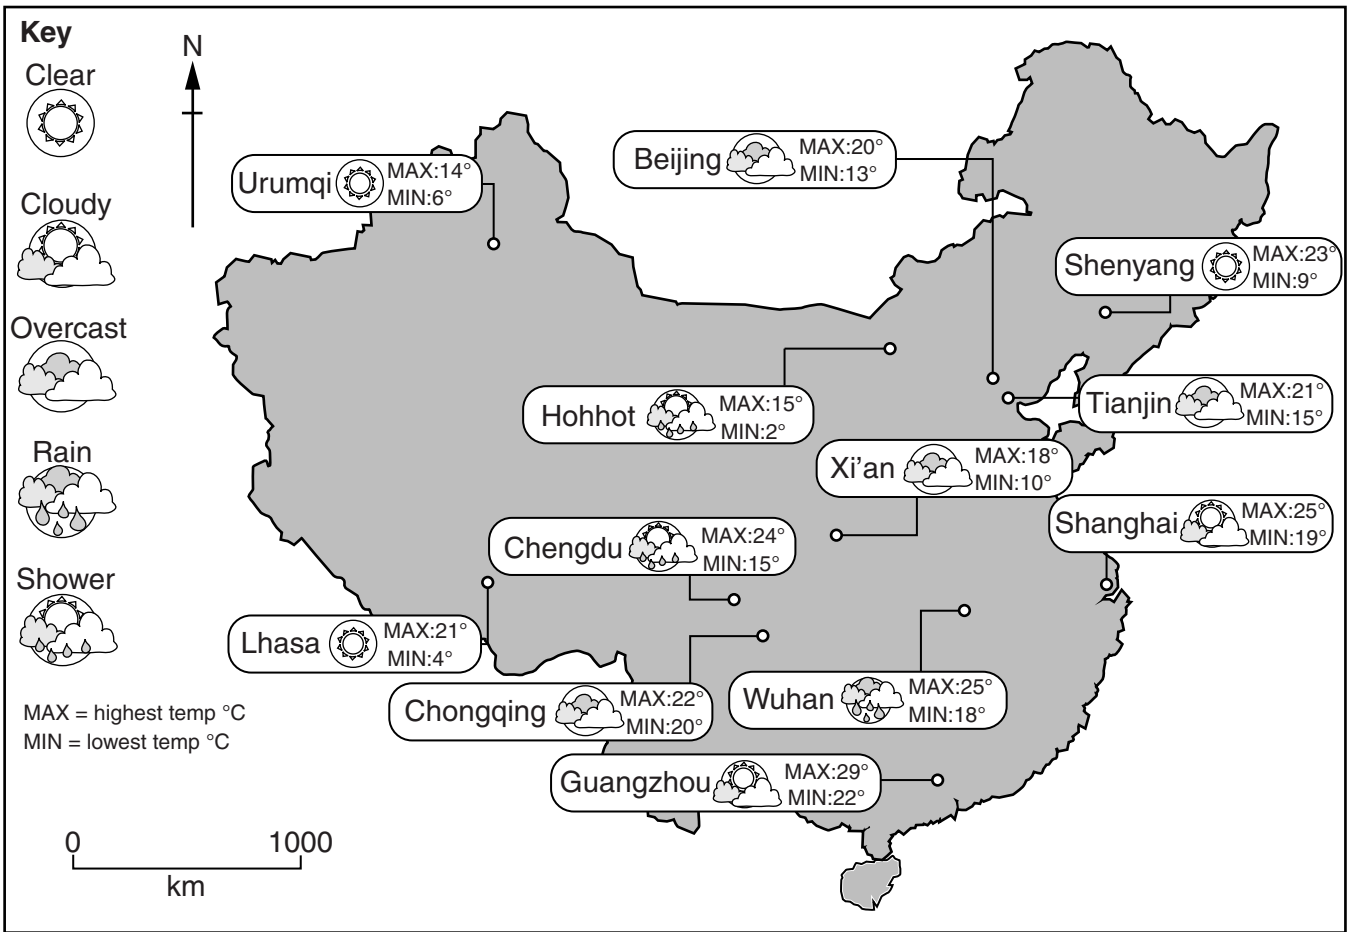 Key
N
Clear
Cloudy
Overcast
Rain
Shower
MAX = highest temp °C
MIN = lowest temp °C
0 1000
km
Urumqi
MAX:14°
MIN:6°
Beijing
MAX:20°
MIN:13°
Shenyang
MAX:23°
MIN:9°
Hohhot
MAX:15°
MIN:2°
Tianjin
MAX:21°
MIN:15°
Xi’an
MAX:18°
MIN:10°
Shanghai
MAX:25°
MIN:19°
Chengdu
MAX:24°
MIN:15°
Lhasa
MAX:21°
MIN:4°
Chongqing
MAX:22°
MIN:20°
Wuhan
MAX:25°
MIN:18°
Guangzhou
MAX:29°
MIN:22°